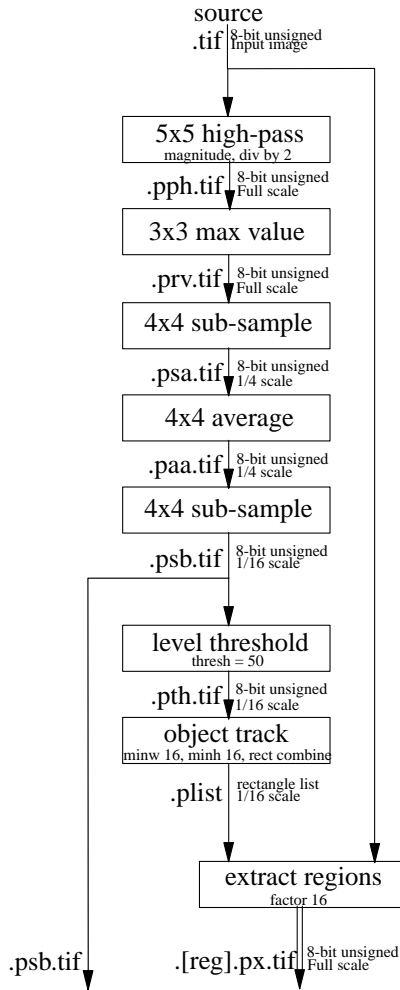 source
.tif 8-bit unsigned
Input image
5x5 high-pass
magnitude, div by 2
.pph.tif 8-bit unsigned
Full scale
3x3 max value
.prv.tif 8-bit unsigned
Full scale
4x4 sub-sample
.psa.tif 8-bit unsigned
1/4 scale
4x4 average
.paa.tif 8-bit unsigned
1/4 scale
4x4 sub-sample
.psb.tif 8-bit unsigned
1/16 scale
level threshold
thresh = 50
.pth.tif 8-bit unsigned
1/16 scale
object track
minw 16, minh 16, rect combine
.plist rectangle list
1/16 scale
extract regions
factor 16
.psb.tif .[reg].px.tif 8-bit unsigned
Full scale